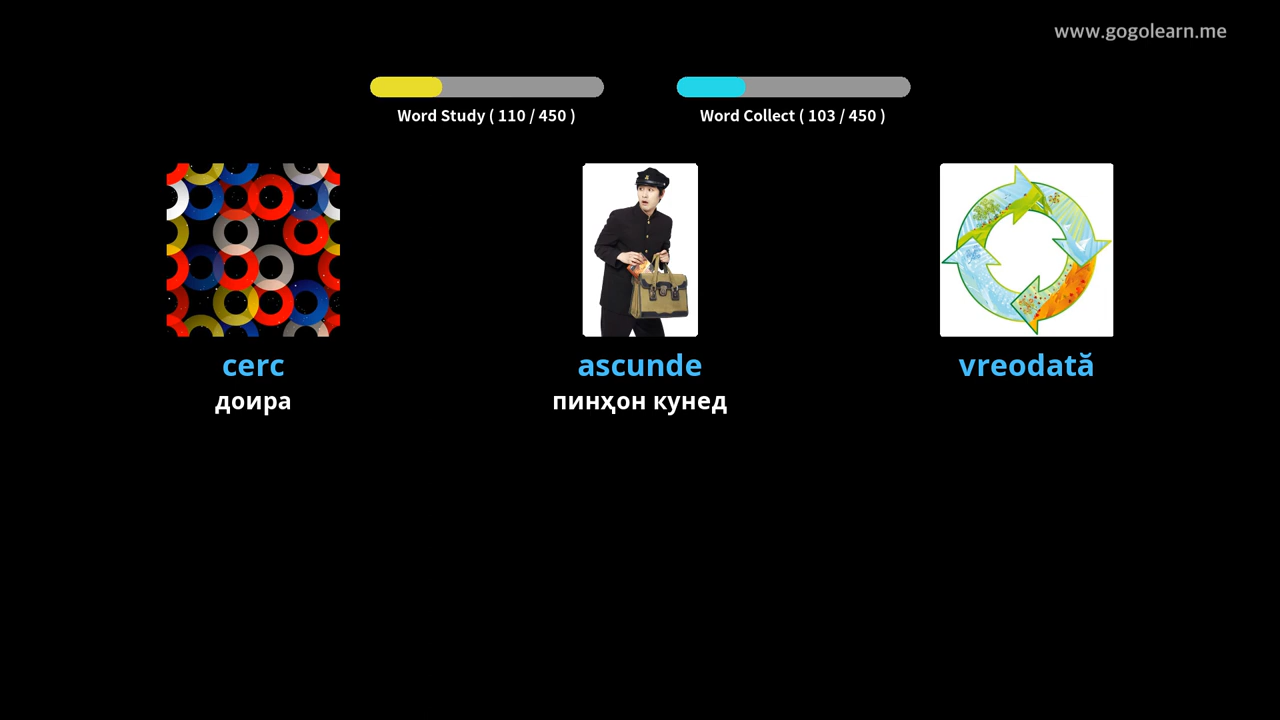 www.gogolearn.me
Word Study ( 110 / 450 )
Word Collect ( 103 / 450 )
cerc
ascunde
vreodată
доира
пинҳон кунед